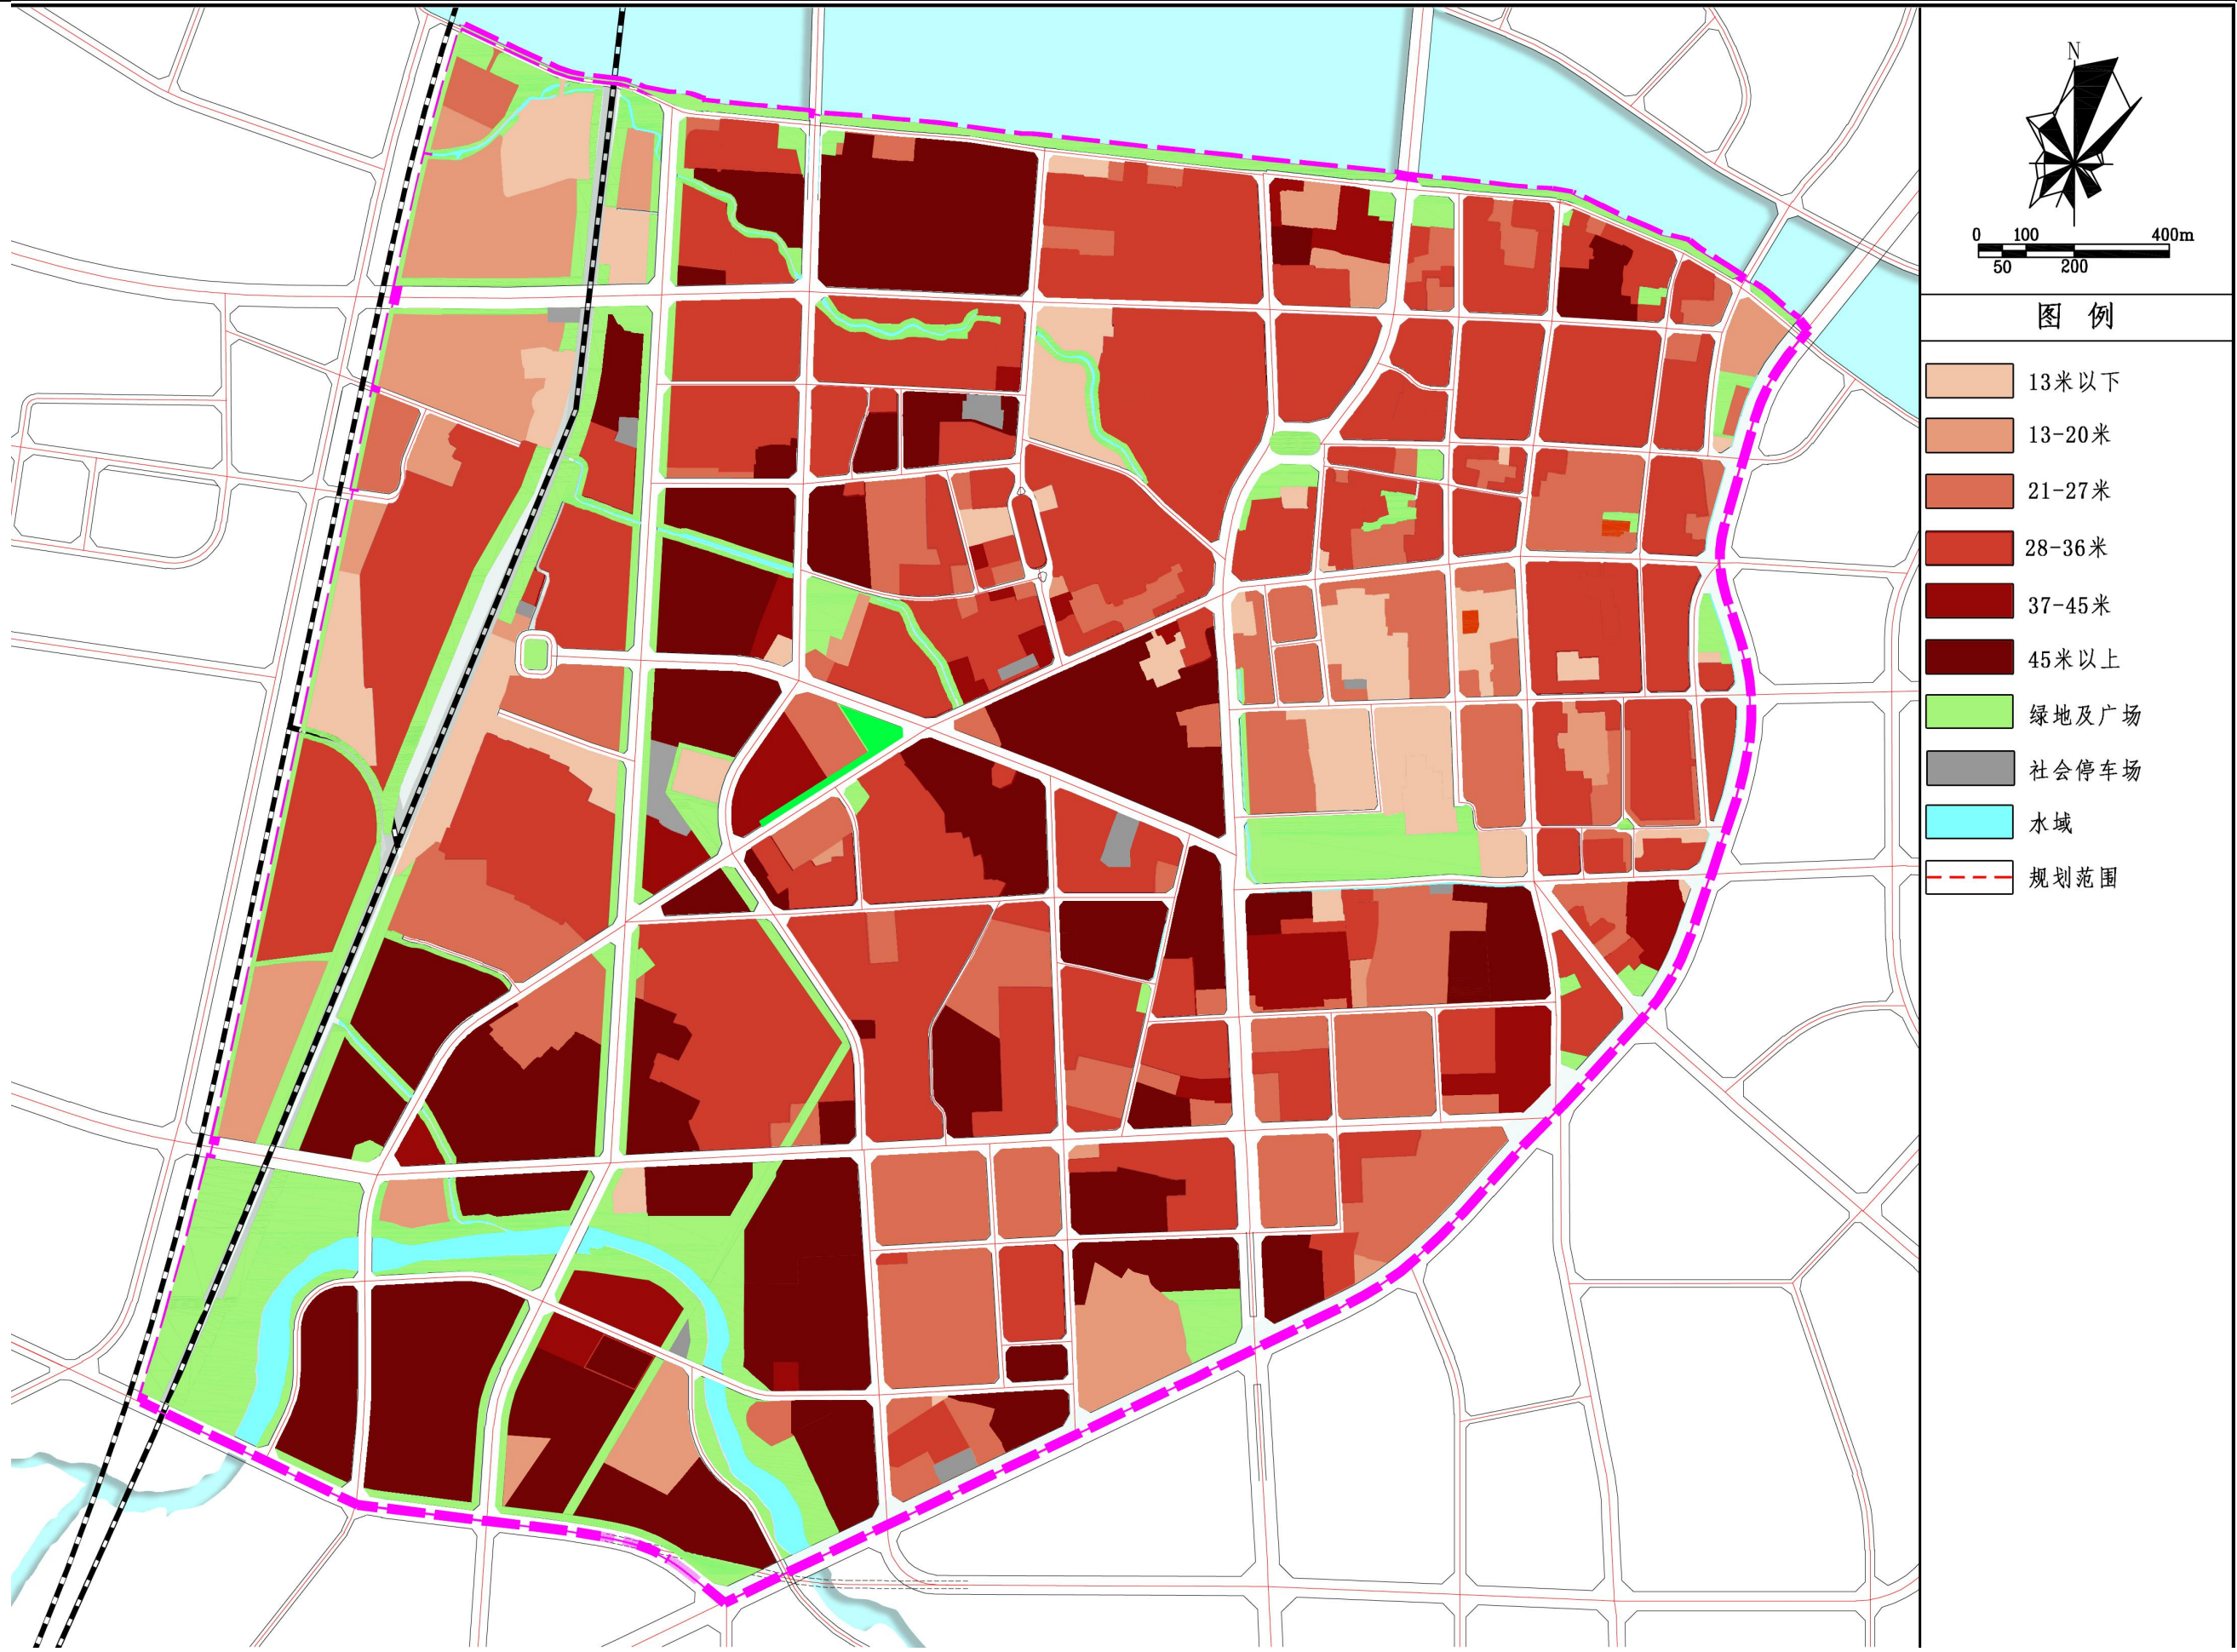 N
0 100 400m
50 200
图 例
13米以下
13-20米
21-27米
28-36米
37-45米
45米以上
绿地及广场
社会停车场
水域
规划范围